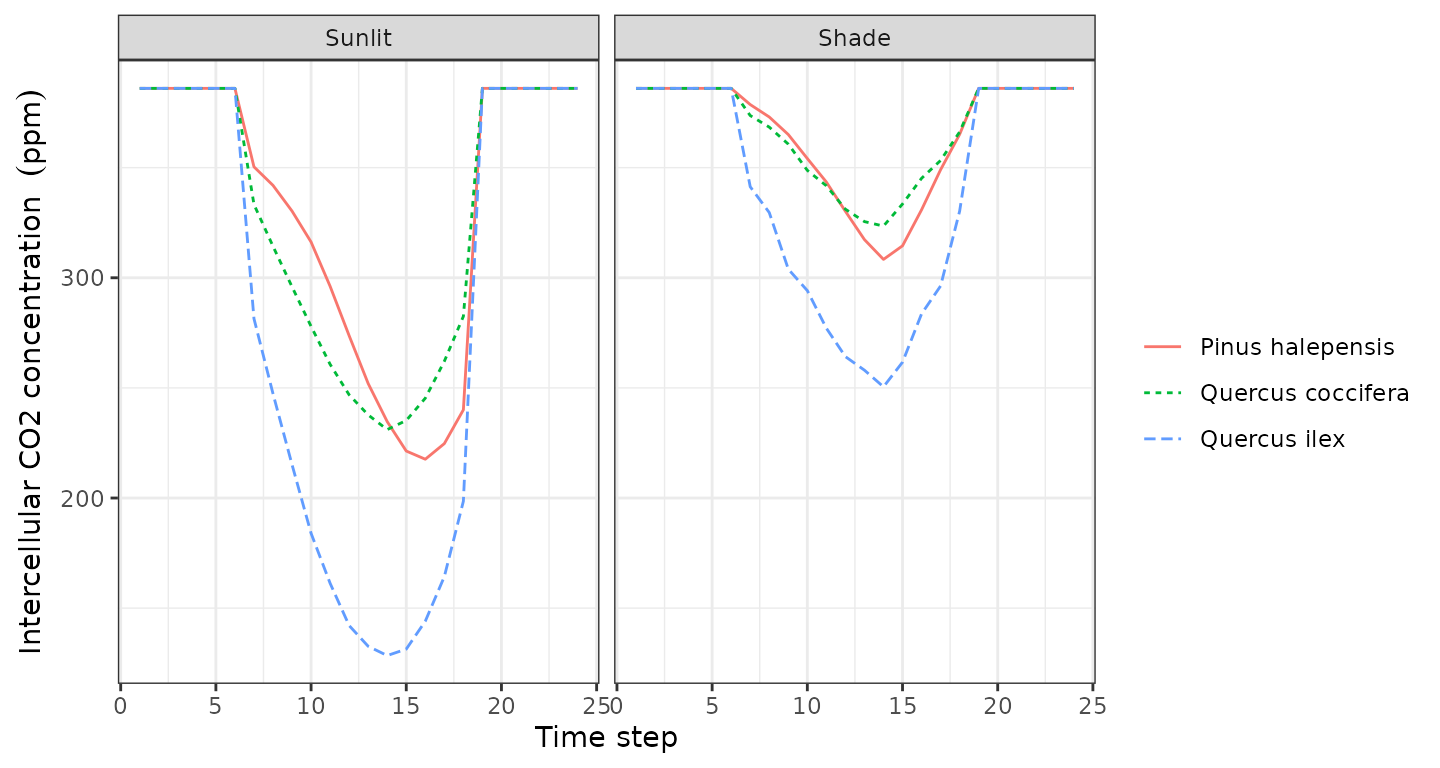 Sunlit
Shade
Intercellular CO2 concentration (ppm)
300
200
0 5 10 15 20 25
0 5 10 15 20 25
Time step
Pinus halepensis
Quercus coccifera
Quercus ilex